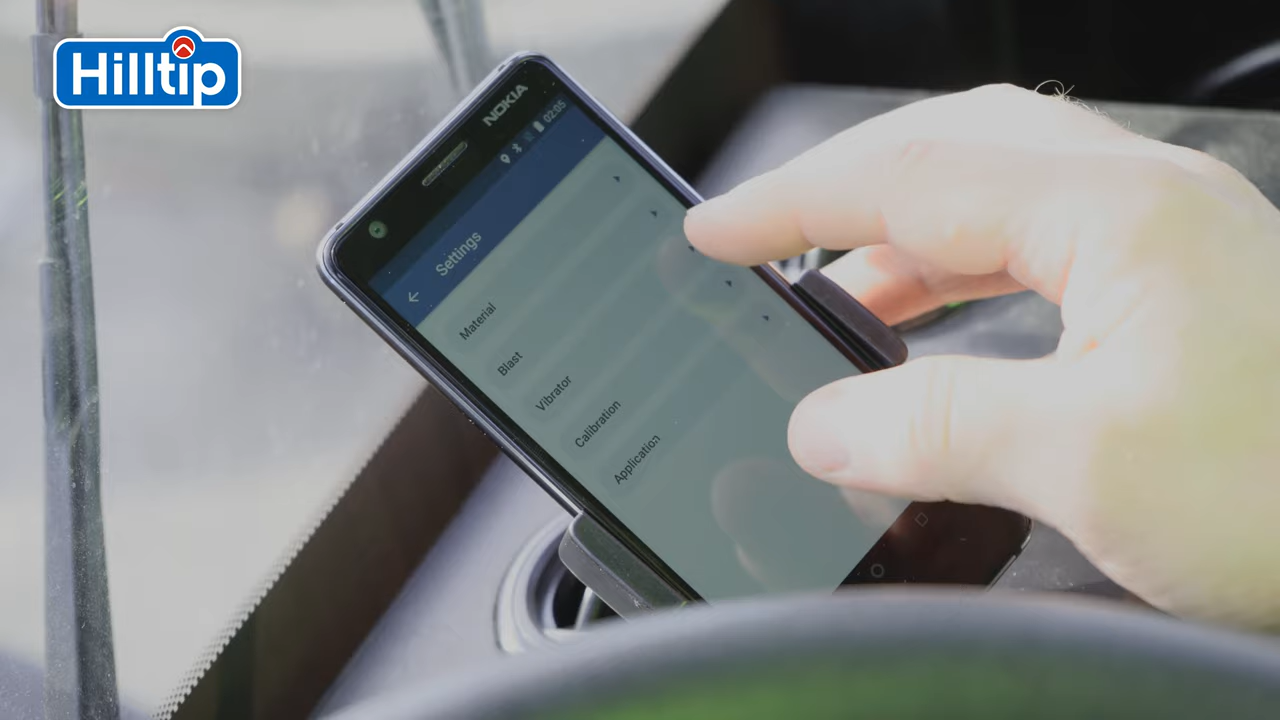 Hilltip
NOKIA
02:05
Settings
Material
Blast
Vibrator
Calibration
Application